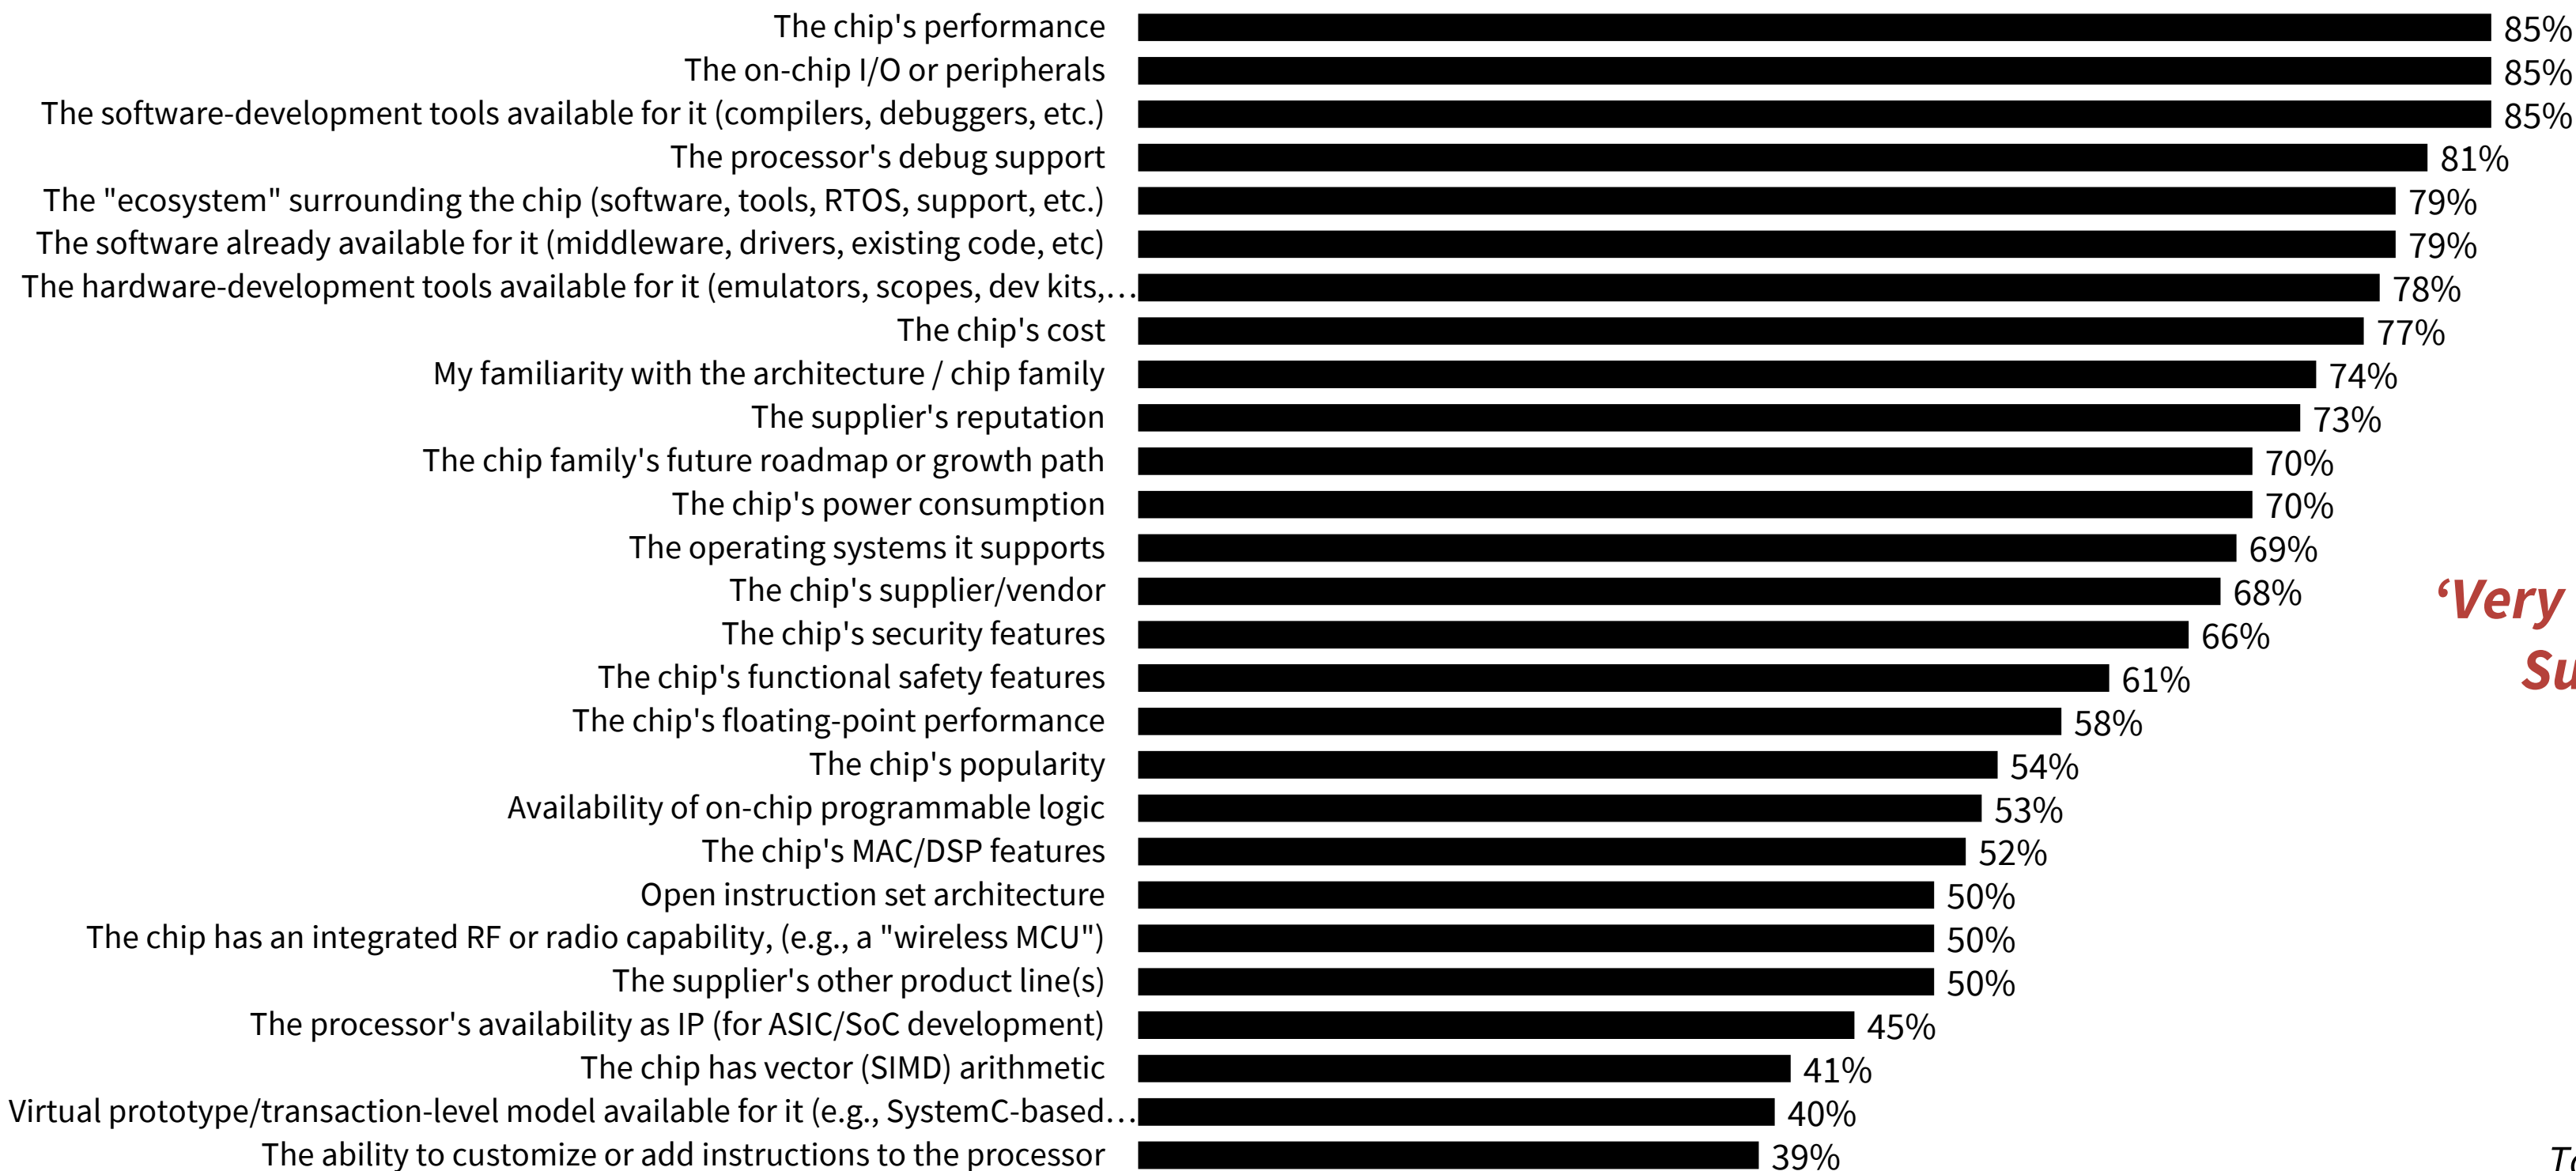 The chip's performance 85%
The on-chip I/O or peripherals 85%
The software-development tools available for it (compilers, debuggers, etc.) 85%
The processor's debug support 81%
The "ecosystem" surrounding the chip (software, tools, RTOS, support, etc.) 79%
The software already available for it (middleware, drivers, existing code, etc) 79%
The hardware-development tools available for it (emulators, scopes, dev kits,… 78%
The chip's cost 77%
My familiarity with the architecture / chip family 74%
The supplier's reputation 73%
The chip family's future roadmap or growth path 70%
The chip's power consumption 70%
The operating systems it supports 69%
The chip's supplier/vendor 68%
‘Very
The chip's security features 66%
Su
The chip's functional safety features 61%
The chip's floating-point performance 58%
The chip's popularity 54%
Availability of on-chip programmable logic 53%
The chip's MAC/DSP features 52%
Open instruction set architecture 50%
The chip has an integrated RF or radio capability, (e.g., a "wireless MCU") 50%
The supplier's other product line(s) 50%
The processor's availability as IP (for ASIC/SoC development) 45%
The chip has vector (SIMD) arithmetic 41%
Virtual prototype/transaction-level model available for it (e.g., SystemC-based… 40%
The ability to customize or add instructions to the processor 39%